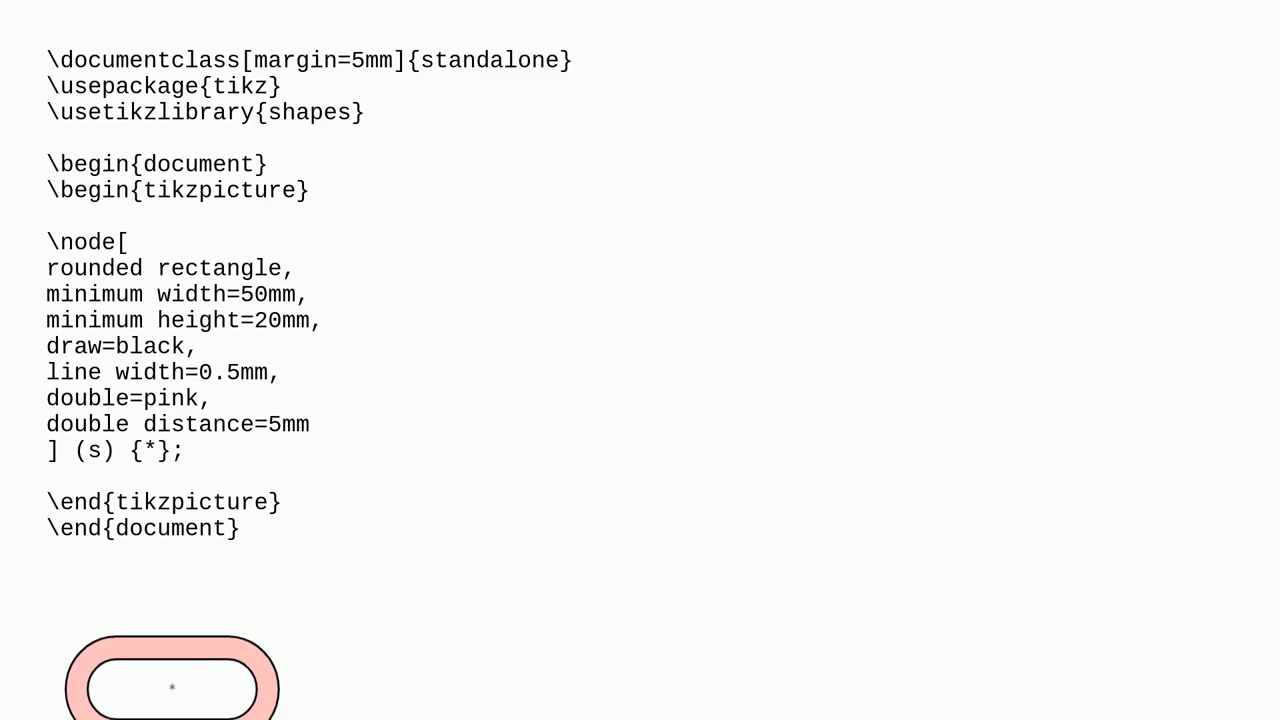 \documentclass[margin=5mm]{standalone}
\usepackage{tikz}
\usetikzlibrary{shapes}
\begin{document}
\begin{tikzpicture}
\node[
rounded rectangle,
minimum width=50mm,
minimum height=20mm,
draw=black,
line width=0.5mm,
double=pink,
double distance=5mm
] (s) {*};
\end{tikzpicture}
\end{document}
*